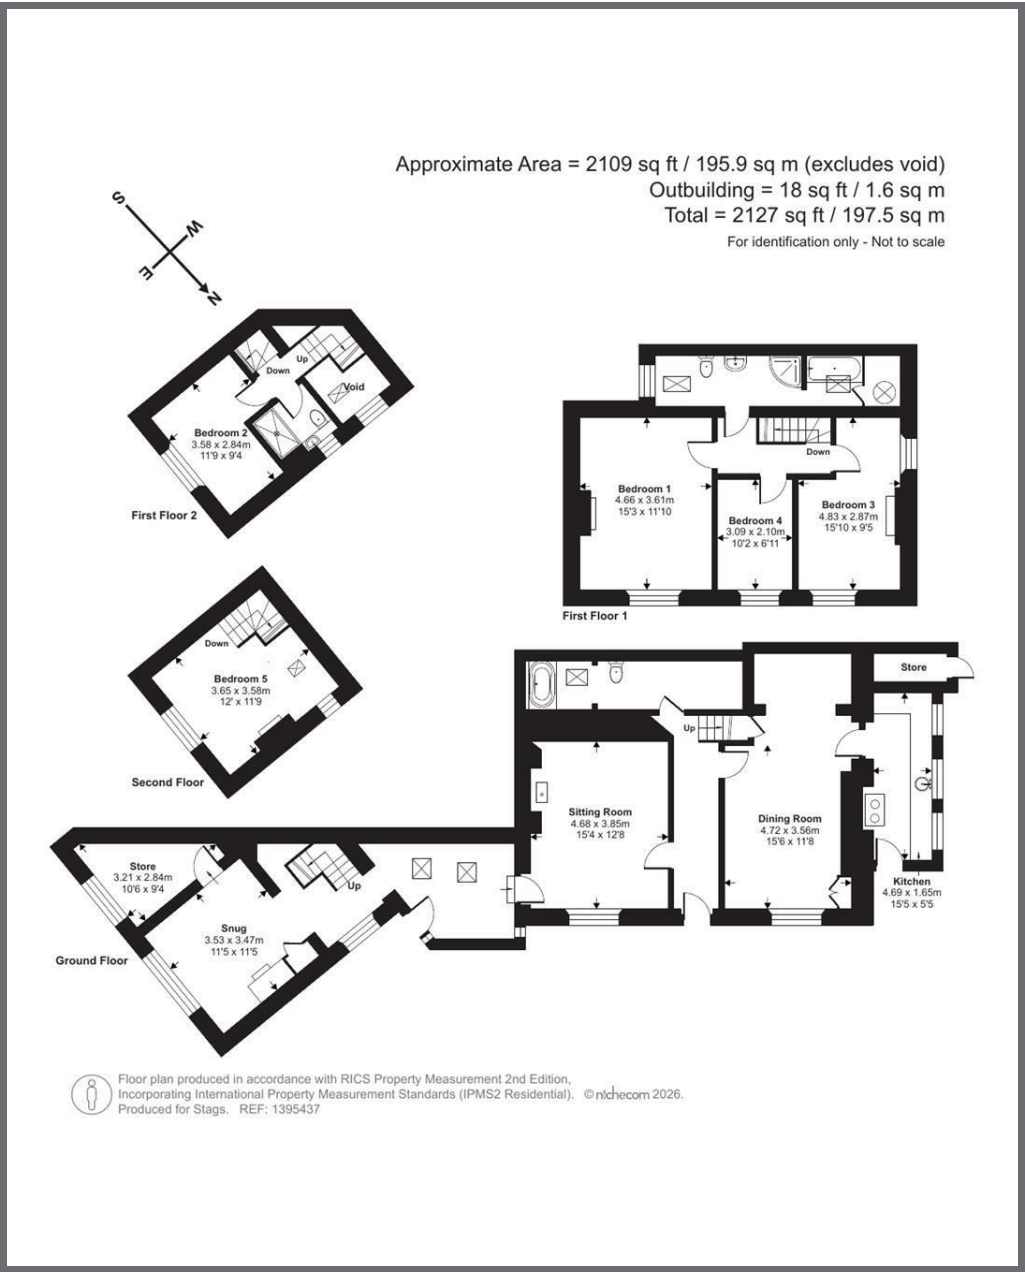 Approximate Area = 2109 sq ft / 195.9 sq m (excludes void)
Outbuilding = 18 sq ft / 1.6 sq m
Total = 2127 sq ft / 197.5 sq m
For identification only - Not to scale
S
W
E
N
Up
Down
Void
Bedroom 2
3.58 x 2.84m
11'9 x 9'4
First Floor 2
Down
Bedroom 1
4.66 x 3.61m
15'3 x 11'10
Bedroom 4
3.09 x 2.10m
10'2 x 6'11
Bedroom 3
4.83 x 2.87m
15'10 x 9'5
First Floor 1
Down
Bedroom 5
3.65 x 3.58m
12' x 11'9
Second Floor
Store
Up
Sitting Room
4.68 x 3.85m
15'4 x 12'8
Dining Room
4.72 x 3.56m
15'6 x 11'8
Kitchen
4.69 x 1.65m
15'5 x 5'5
Store
3.21 x 2.84m
10'6 x 9'4
Up
Snug
3.53 x 3.47m
11'5 x 11'5
Ground Floor
Floor plan produced in accordance with RICS Property Measurement 2nd Edition,
Incorporating International Property Measurement Standards (IPMS2 Residential). © nichecom 2026.
Produced for Stags. REF: 1395437